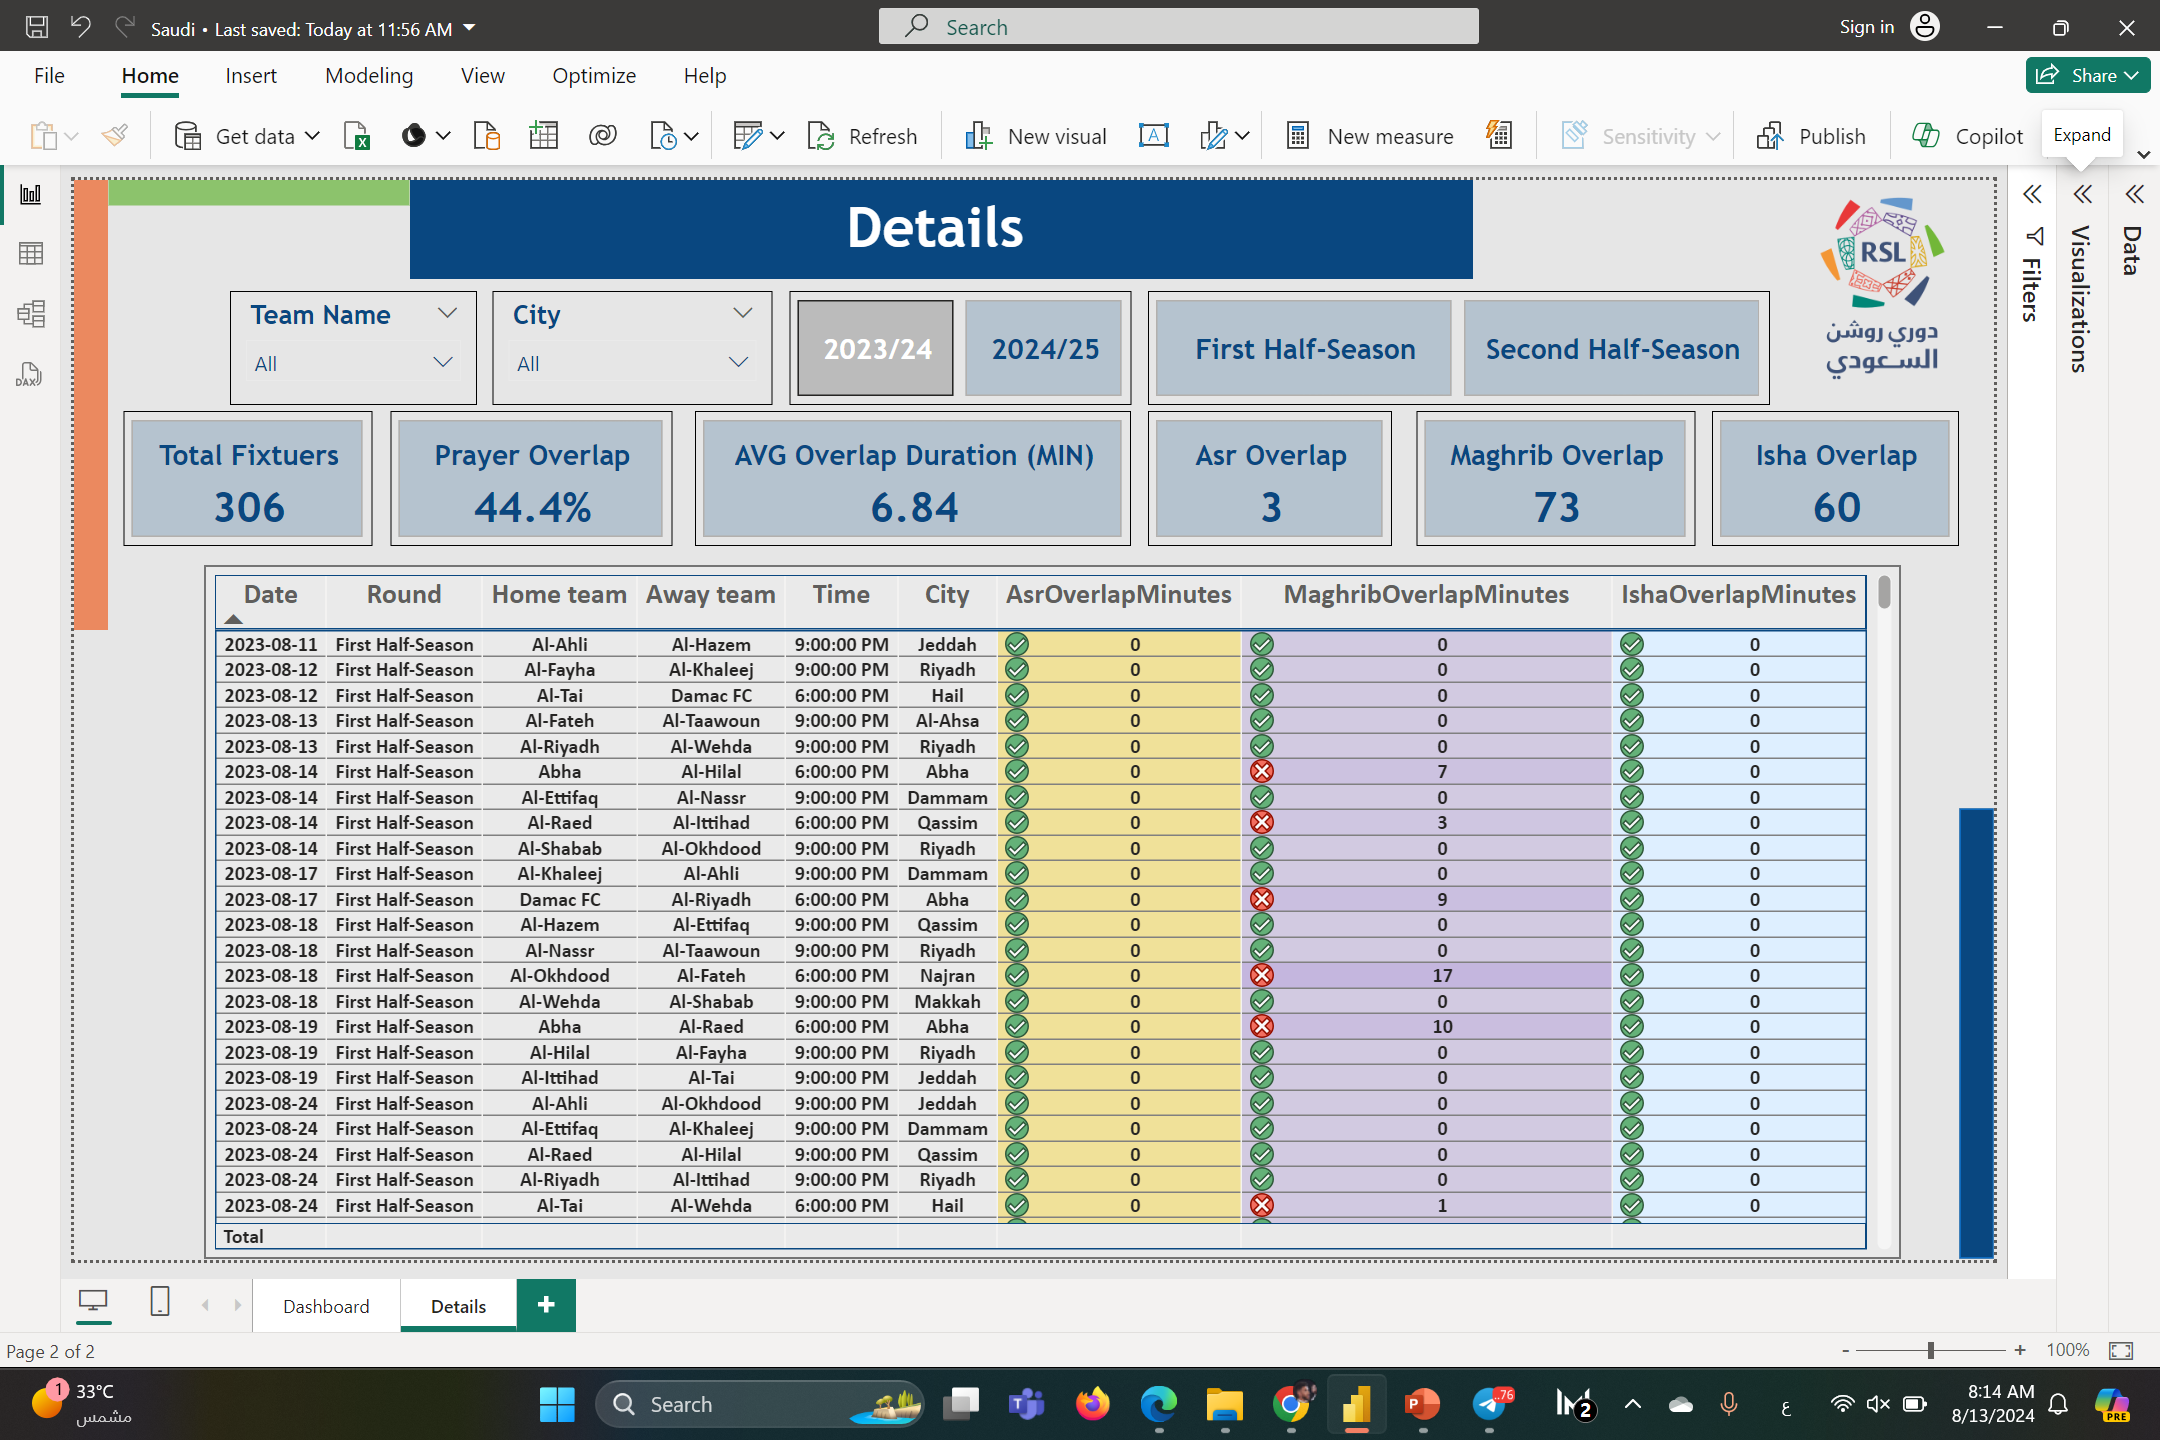 Saudi • Last saved: Today at 11:56 AM
Search
Sign in
File Home Insert Modeling View Optimize Help
Share
Get data
Refresh
New visual
New measure
Sensitivity
Publish
Copilot
Expand
DAX
Details
RSL
دوري روشن
السعودي
Filters
Visualizations
Data
Team Name
All
City
All
2023/24 2024/25
First Half-Season Second Half-Season
Total Fixtuers
306
Prayer Overlap
44.4%
AVG Overlap Duration (MIN)
6.84
Asr Overlap
3
Maghrib Overlap
73
Isha Overlap
60
Date Round Home team Away team Time City AsrOverlapMinutes MaghribOverlapMinutes IshaOverlapMinutes
2023-08-11 First Half-Season Al-Ahli Al-Hazem 9:00:00 PM Jeddah 0 0 0
2023-08-12 First Half-Season Al-Fayha Al-Khaleej 9:00:00 PM Riyadh 0 0 0
2023-08-12 First Half-Season Al-Tai Damac FC 6:00:00 PM Hail 0 0 0
2023-08-13 First Half-Season Al-Fateh Al-Taawoun 9:00:00 PM Al-Ahsa 0 0 0
2023-08-13 First Half-Season Al-Riyadh Al-Wehda 9:00:00 PM Riyadh 0 0 0
2023-08-14 First Half-Season Abha Al-Hilal 6:00:00 PM Abha 0 7 0
2023-08-14 First Half-Season Al-Ettifaq Al-Nassr 9:00:00 PM Dammam 0 0 0
2023-08-14 First Half-Season Al-Raed Al-Ittihad 6:00:00 PM Qassim 0 3 0
2023-08-14 First Half-Season Al-Shabab Al-Okhdood 9:00:00 PM Riyadh 0 0 0
2023-08-17 First Half-Season Al-Khaleej Al-Ahli 9:00:00 PM Dammam 0 0 0
2023-08-17 First Half-Season Damac FC Al-Riyadh 6:00:00 PM Abha 0 9 0
2023-08-18 First Half-Season Al-Hazem Al-Ettifaq 9:00:00 PM Qassim 0 0 0
2023-08-18 First Half-Season Al-Nassr Al-Taawoun 9:00:00 PM Riyadh 0 0 0
2023-08-18 First Half-Season Al-Okhdood Al-Fateh 6:00:00 PM Najran 0 17 0
2023-08-18 First Half-Season Al-Wehda Al-Shabab 9:00:00 PM Makkah 0 0 0
2023-08-19 First Half-Season Abha Al-Raed 6:00:00 PM Abha 0 10 0
2023-08-19 First Half-Season Al-Hilal Al-Fayha 9:00:00 PM Riyadh 0 0 0
2023-08-19 First Half-Season Al-Ittihad Al-Tai 9:00:00 PM Jeddah 0 0 0
2023-08-24 First Half-Season Al-Ahli Al-Okhdood 9:00:00 PM Jeddah 0 0 0
2023-08-24 First Half-Season Al-Ettifaq Al-Khaleej 9:00:00 PM Dammam 0 0 0
2023-08-24 First Half-Season Al-Raed Al-Hilal 9:00:00 PM Qassim 0 0 0
2023-08-24 First Half-Season Al-Riyadh Al-Ittihad 9:00:00 PM Riyadh 0 0 0
2023-08-24 First Half-Season Al-Tai Al-Wehda 6:00:00 PM Hail 0 1 0
Total
Dashboard
Details
Page 2 of 2
- + 100%
1
33°C
مشمس
Search
..76
2
ع
8:14 AM
8/13/2024
PRE